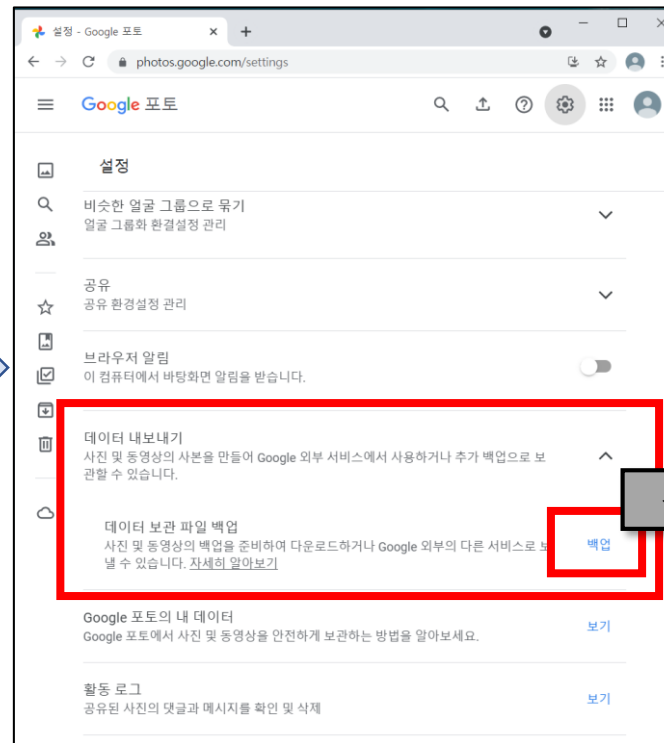 설정 - Google 포토
photos.google.com/settings
Google 포토
설정
비슷한 얼굴 그룹으로 묶기
얼굴 그룹화 환경설정 관리
공유
공유 환경설정 관리
브라우저 알림
이 컴퓨터에서 바탕화면 알림을 받습니다.
데이터 내보내기
사진 및 동영상의 사본을 만들어 Google 외부 서비스에서 사용하거나 추가 백업으로 보
관할 수 있습니다.
데이터 보관 파일 백업
사진 및 동영상의 백업을 준비하여 다운로드하거나 Google 외부의 다른 서비스로
백업
낼 수 있습니다. 자세히 알아보기
Google 포토의 내 데이터
Google 포토에서 사진 및 동영상을 안전하게 보관하는 방법을 알아보세요.
보기
활동 로그
공유된 사진의 댓글과 메시지를 확인 및 삭제
보기